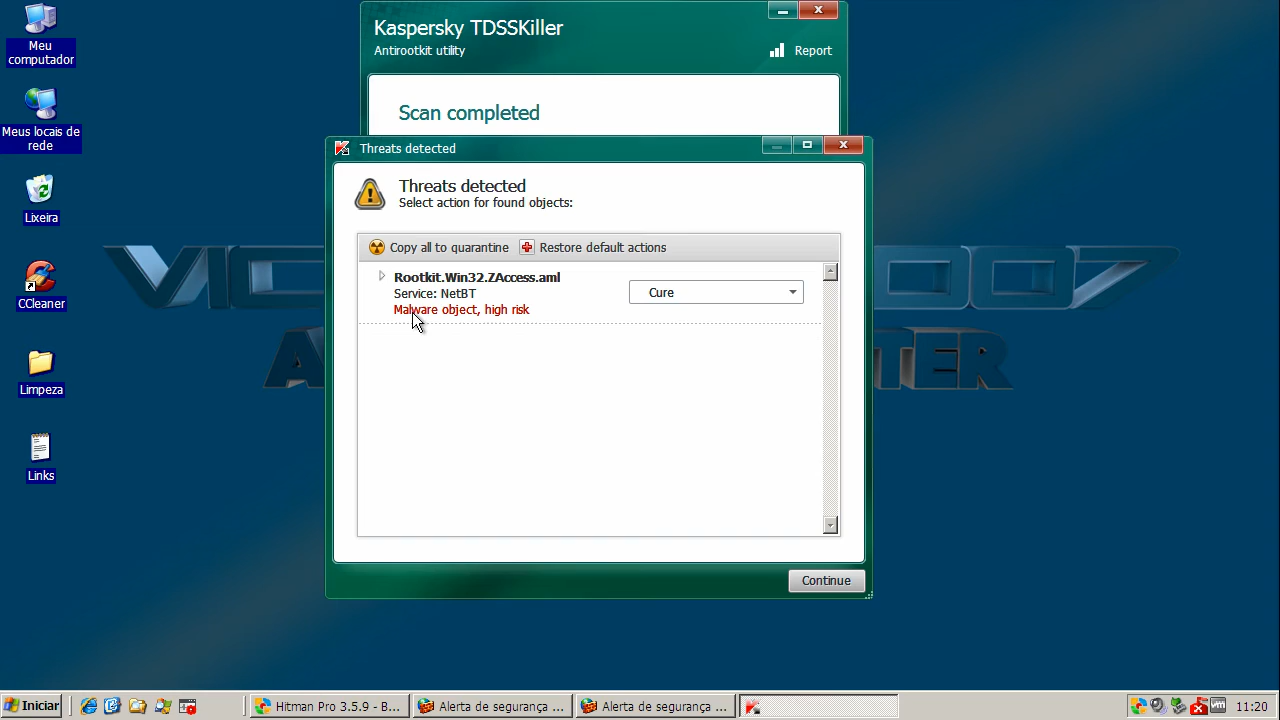 Kaspersky TDSSKiller
Antirootkit utility
Report
Scan completed
Threats detected
Threats detected
Select action for found objects:
Copy all to quarantine
Restore default actions
Rootkit.Win32.ZAccess.aml
Service: NetBT
Malware object, high risk
Cure
Continue
Meu
computador
Meus locais de
rede
Lixeira
CCleaner
Limpeza
Links
Iniciar
Hitman Pro 3.5.9 - B...
Alerta de segurança ...
Alerta de segurança ...
11:20